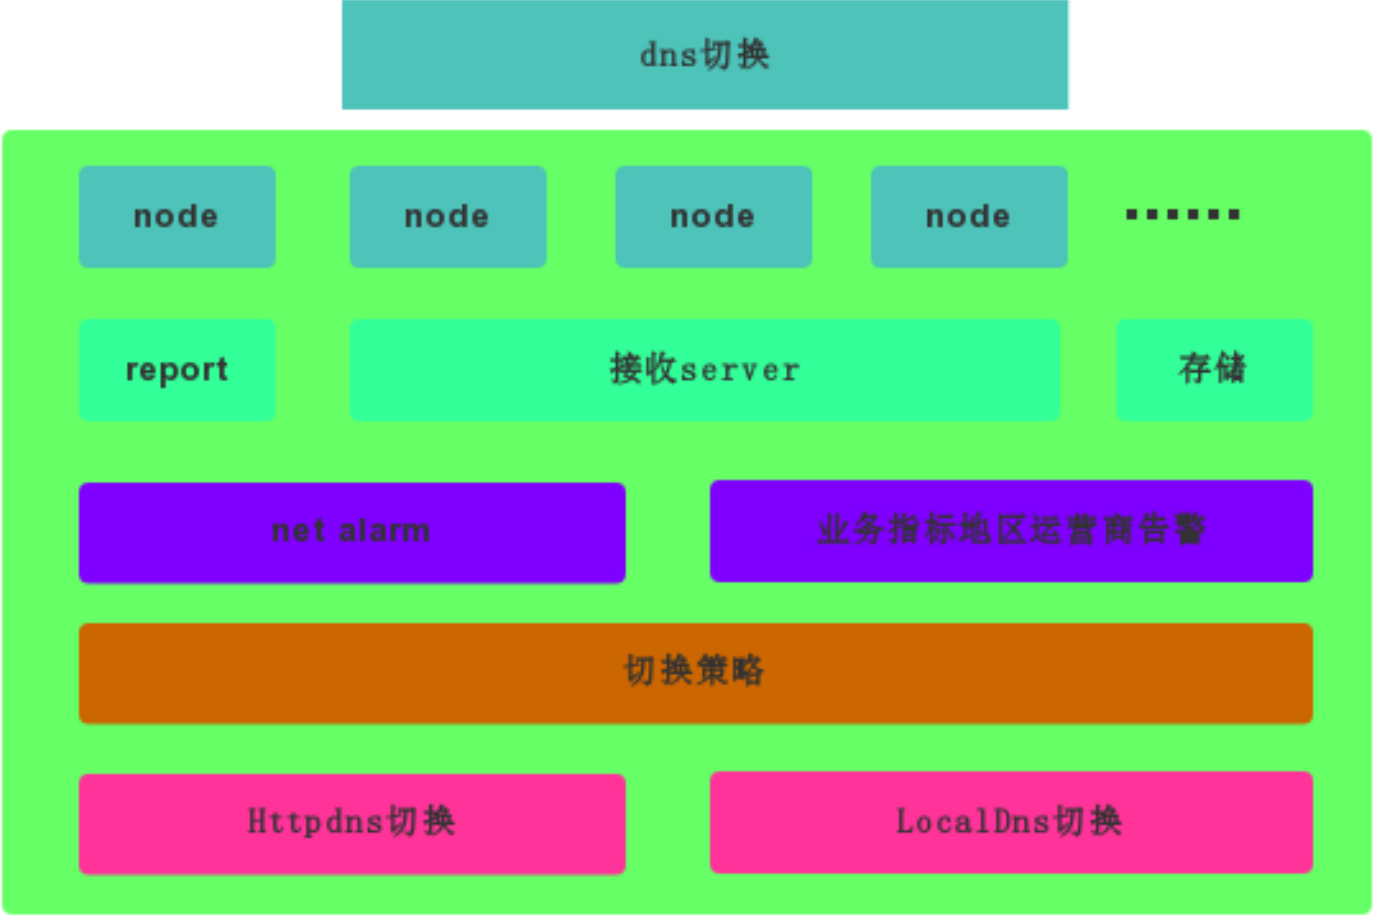 dns切换
node node node node ······
report 接收server 存储
net alarm 业务指标地区运营商告警
切换策略
Httpdns切换 LocalDns切换